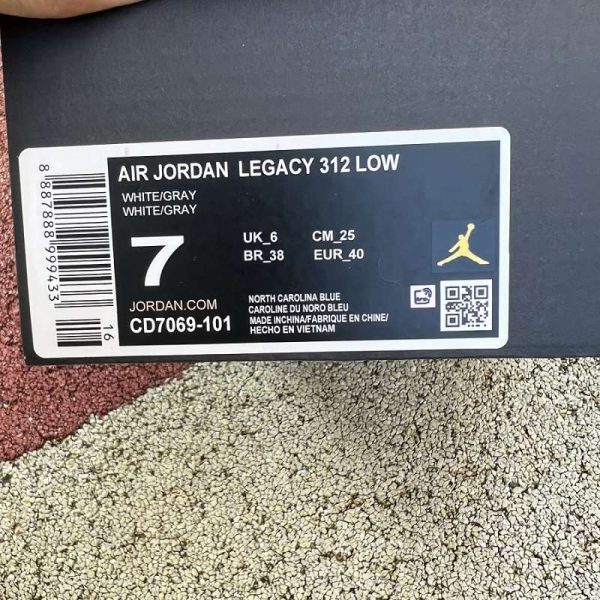 AIR JORDAN LEGACY 312 LOW
WHITE/GRAY
WHITE/GRAY
7
UK_6 CM_25
BR_38 EUR_40
JORDAN.COM
CD7069-101
NORTH CAROLINA BLUE
CAROLINE DU NORO BLEU
MADE INCHINA/FABRIQUE EN CHINE/
HECHO EN VIETNAM
8 887888 999433
16